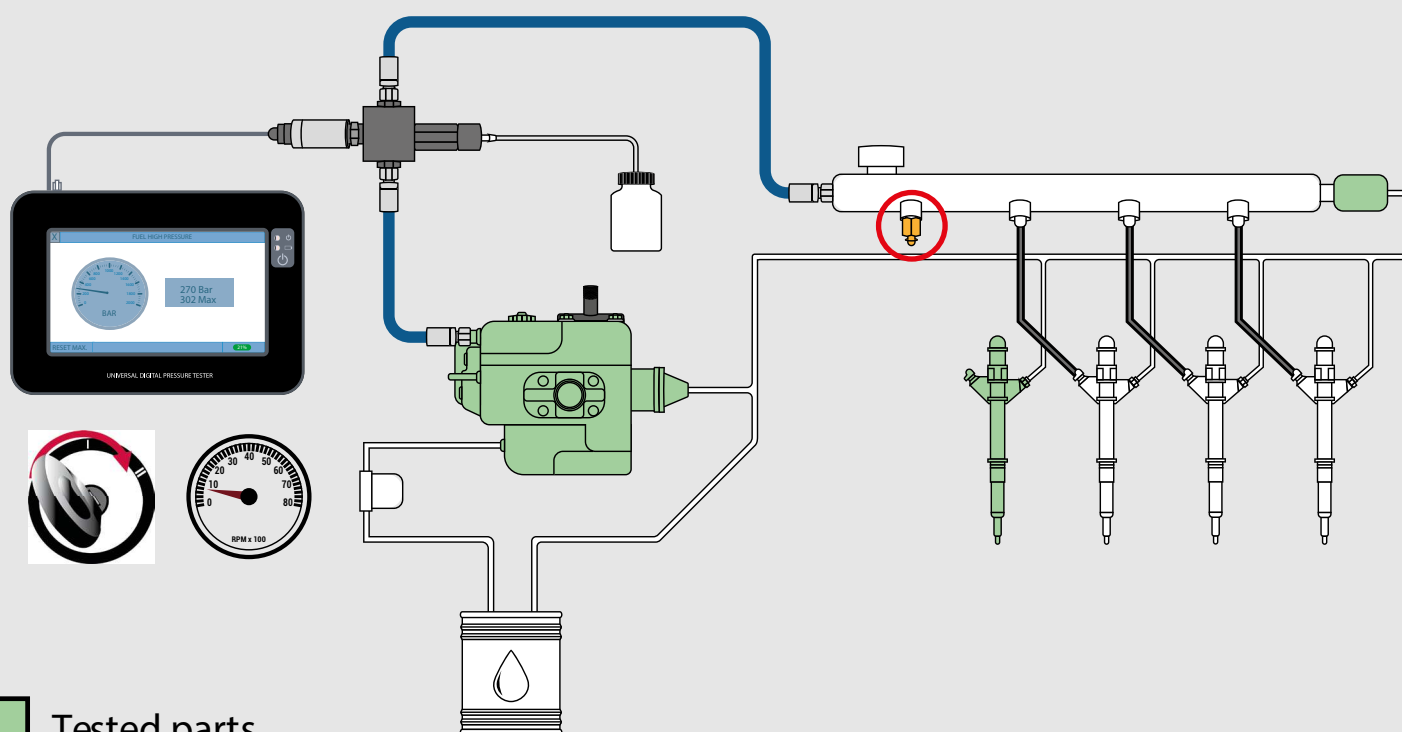 X
FUEL HIGH PRESSURE
270 Bar
302 Max
BAR
RESET MAX.
21%
UNIVERSAL DIGITAL PRESSURE TESTER
0
10
20
30
40
50
60
70
80
RPM x 100
Tested parts